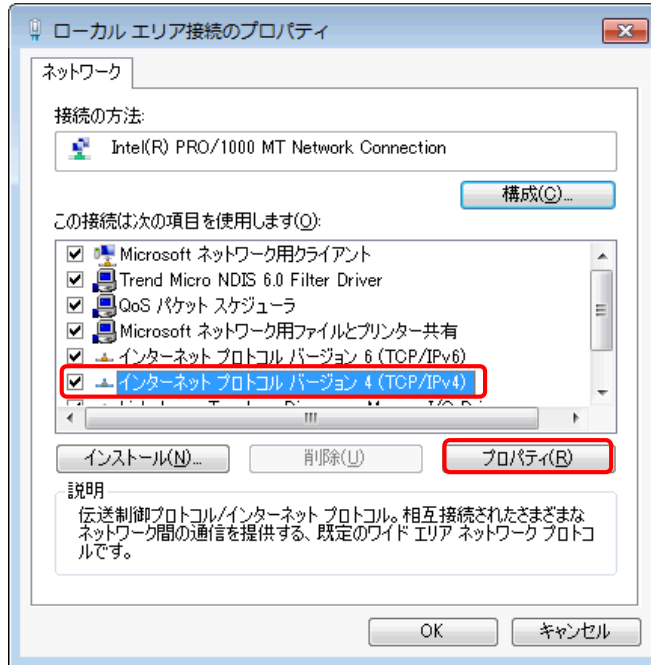 ローカル エリア接続のプロパティ
ネットワーク
接続の方法:
Intel(R) PRO/1000 MT Network Connection
構成(C)...
この接続は次の項目を使用します(O):
Microsoft ネットワーク用クライアント
Trend Micro NDIS 6.0 Filter Driver
QoS パケット スケジューラ
Microsoft ネットワーク用ファイルとプリンター共有
インターネット プロトコル バージョン 6 (TCP/IPv6)
インターネット プロトコル バージョン 4 (TCP/IPv4)
インストール(N)...
削除(U)
プロパティ(R)
説明
伝送制御プロトコル/インターネット プロトコル。相互接続されたさまざまな
ネットワーク間の通信を提供する、既定のワイド エリア ネットワーク プロトコ
ルです。
OK
キャンセル